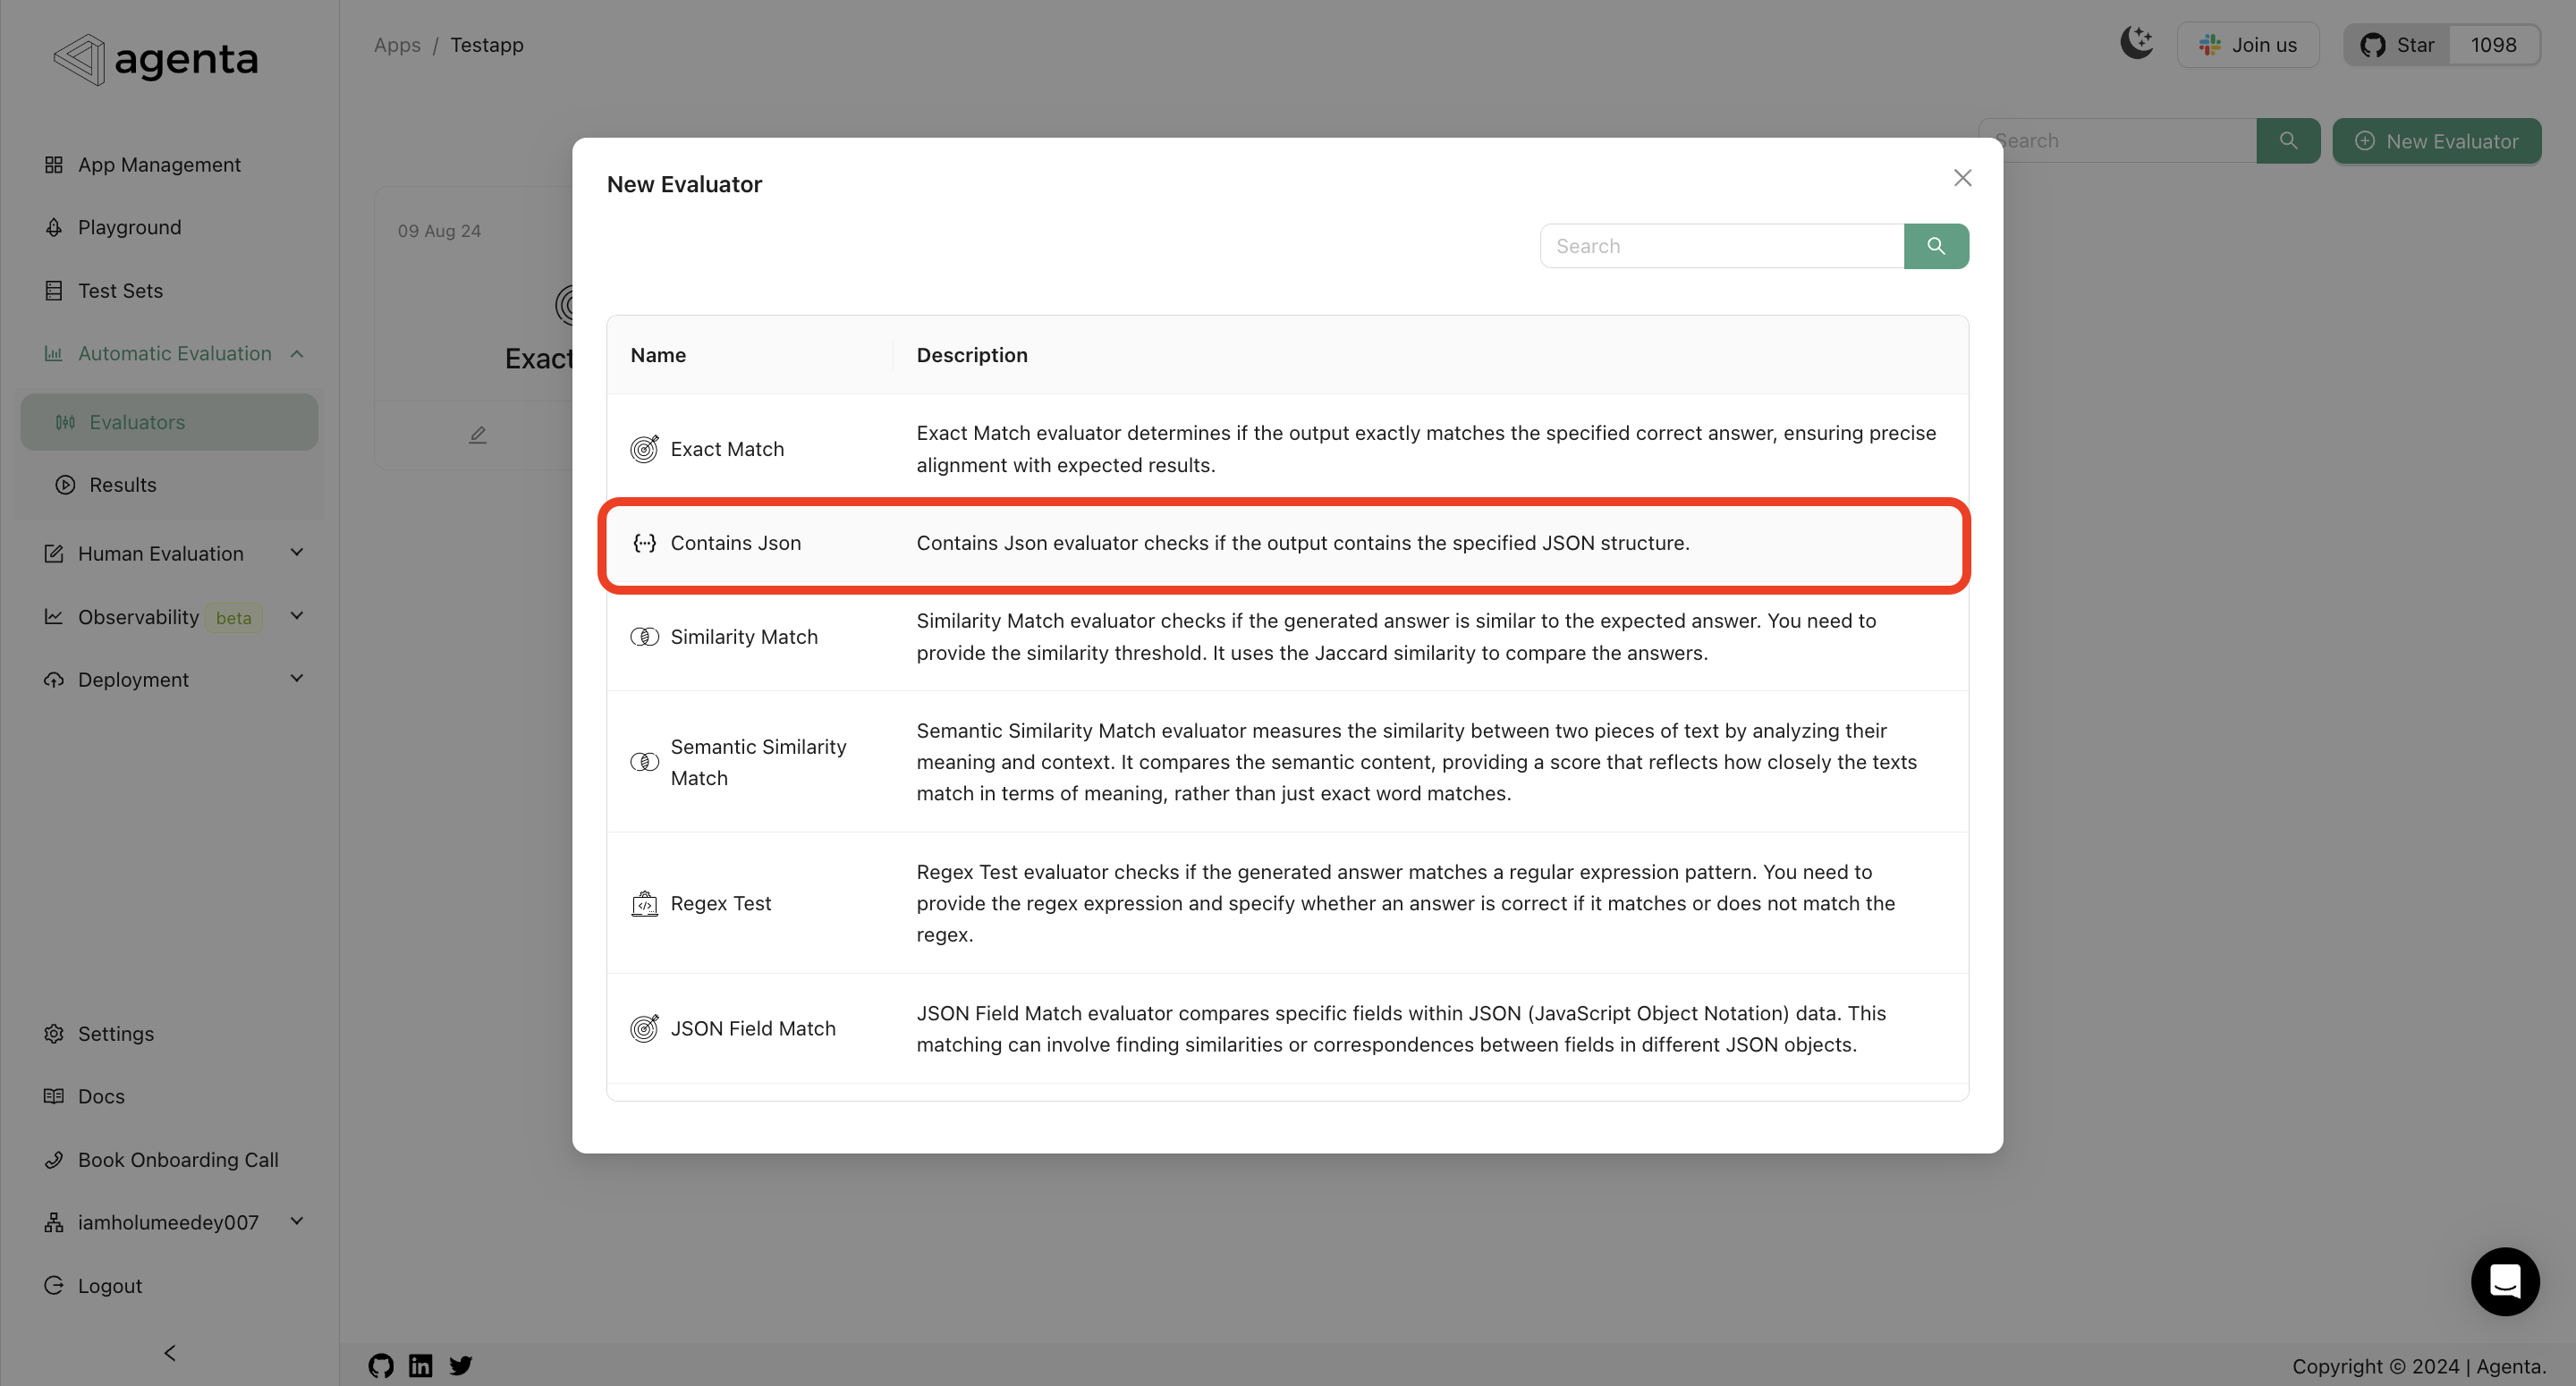 agenta
Apps / Testapp
Join us
Star 1098
App Management
Playground
Test Sets
Automatic Evaluation
Evaluators
Results
Human Evaluation
Observability beta
Deployment
Settings
Docs
Book Onboarding Call
iamholumeedey007
Logout
Search
New Evaluator
09 Aug 24
Exact
New Evaluator
Search
Name Description
Exact Match
Exact Match evaluator determines if the output exactly matches the specified correct answer, ensuring precise
alignment with expected results.
{···} Contains Json
Contains Json evaluator checks if the output contains the specified JSON structure.
Similarity Match
Similarity Match evaluator checks if the generated answer is similar to the expected answer. You need to
provide the similarity threshold. It uses the Jaccard similarity to compare the answers.
Semantic Similarity
Match
Semantic Similarity Match evaluator measures the similarity between two pieces of text by analyzing their
meaning and context. It compares the semantic content, providing a score that reflects how closely the texts
match in terms of meaning, rather than just exact word matches.
Regex Test
Regex Test evaluator checks if the generated answer matches a regular expression pattern. You need to
provide the regex expression and specify whether an answer is correct if it matches or does not match the
regex.
JSON Field Match
JSON Field Match evaluator compares specific fields within JSON (JavaScript Object Notation) data. This
matching can involve finding similarities or correspondences between fields in different JSON objects.
Copyright © 2024 | Agenta.